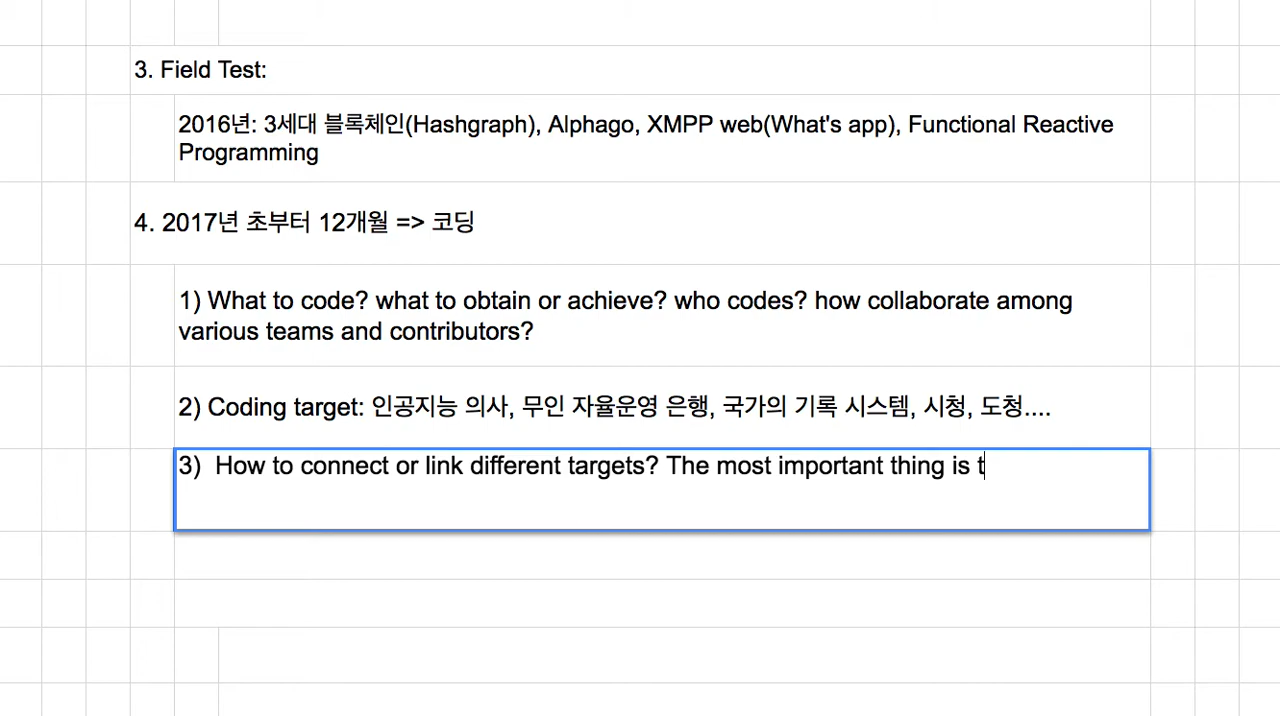 3. Field Test:
2016년: 3세대 블록체인(Hashgraph), Alphago, XMPP web(What's app), Functional Reactive
Programming
4. 2017년 초부터 12개월 => 코딩
1) What to code? what to obtain or achieve? who codes? how collaborate among
various teams and contributors?
2) Coding target: 인공지능 의사, 무인 자율운영 은행, 국가의 기록 시스템, 시청, 도청....
3)  How to connect or link different targets? The most important thing is t